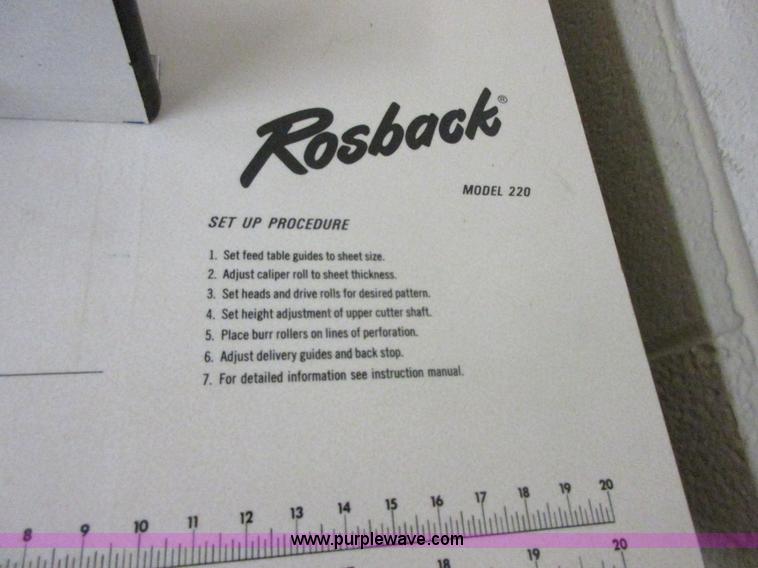 Rosback®
MODEL 220
SET UP PROCEDURE
1. Set feed table guides to sheet size.
2. Adjust caliper roll to sheet thickness.
3. Set heads and drive rolls for desired pattern.
4. Set height adjustment of upper cutter shaft.
5. Place burr rollers on lines of perforation.
6. Adjust delivery guides and back stop.
7. For detailed information see instruction manual.
8 9 10 11 12 13 14 15 16 17 18 19 20
www.purplewave.com
18 19 20